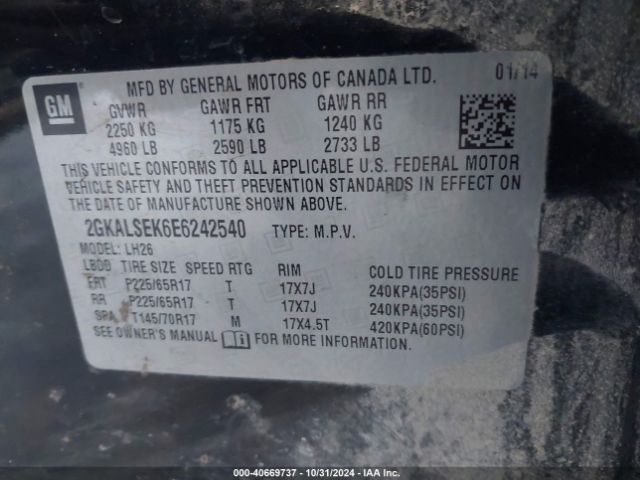 GM
MFD BY GENERAL MOTORS OF CANADA LTD. 01/14
GVWR GAWR FRT GAWR RR
2250 KG 1175 KG 1240 KG
4960 LB 2590 LB 2733 LB
THIS VEHICLE CONFORMS TO ALL APPLICABLE U.S. FEDERAL MOTOR
VEHICLE SAFETY AND THEFT PREVENTION STANDARDS IN EFFECT ON
THE DATE OF MANUFACTURE SHOWN ABOVE.
2GKALSEK6E6242540 TYPE: M.P.V.
MODEL: LH26
LBDB TIRE SIZE SPEED RTG RIM COLD TIRE PRESSURE
FRT P225/65R17 T 17X7J 240KPA(35PSI)
RR P225/65R17 T 17X7J 240KPA(35PSI)
SPA T145/70R17 M 17X4.5T 420KPA(60PSI)
SEE OWNER'S MANUAL FOR MORE INFORMATION.
000-40669737 - 10/31/2024 - IAA Inc.